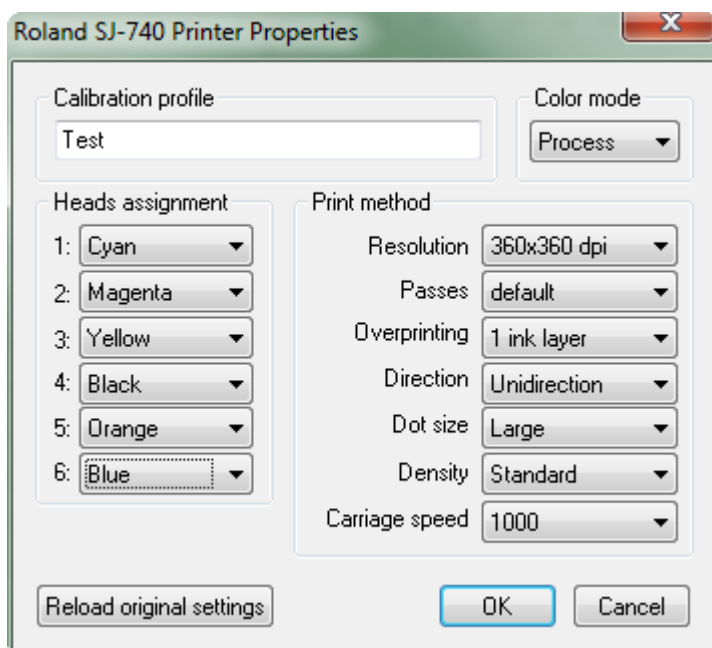 Roland SJ-740 Printer Properties
X
Calibration profile
Test
Color mode
Process
Heads assignment
1: Cyan
2: Magenta
3: Yellow
4: Black
5: Orange
6: Blue
Print method
Resolution 360x360 dpi
Passes default
Overprinting 1 ink layer
Direction Unidirection
Dot size Large
Density Standard
Carriage speed 1000
Reload original settings
OK
Cancel